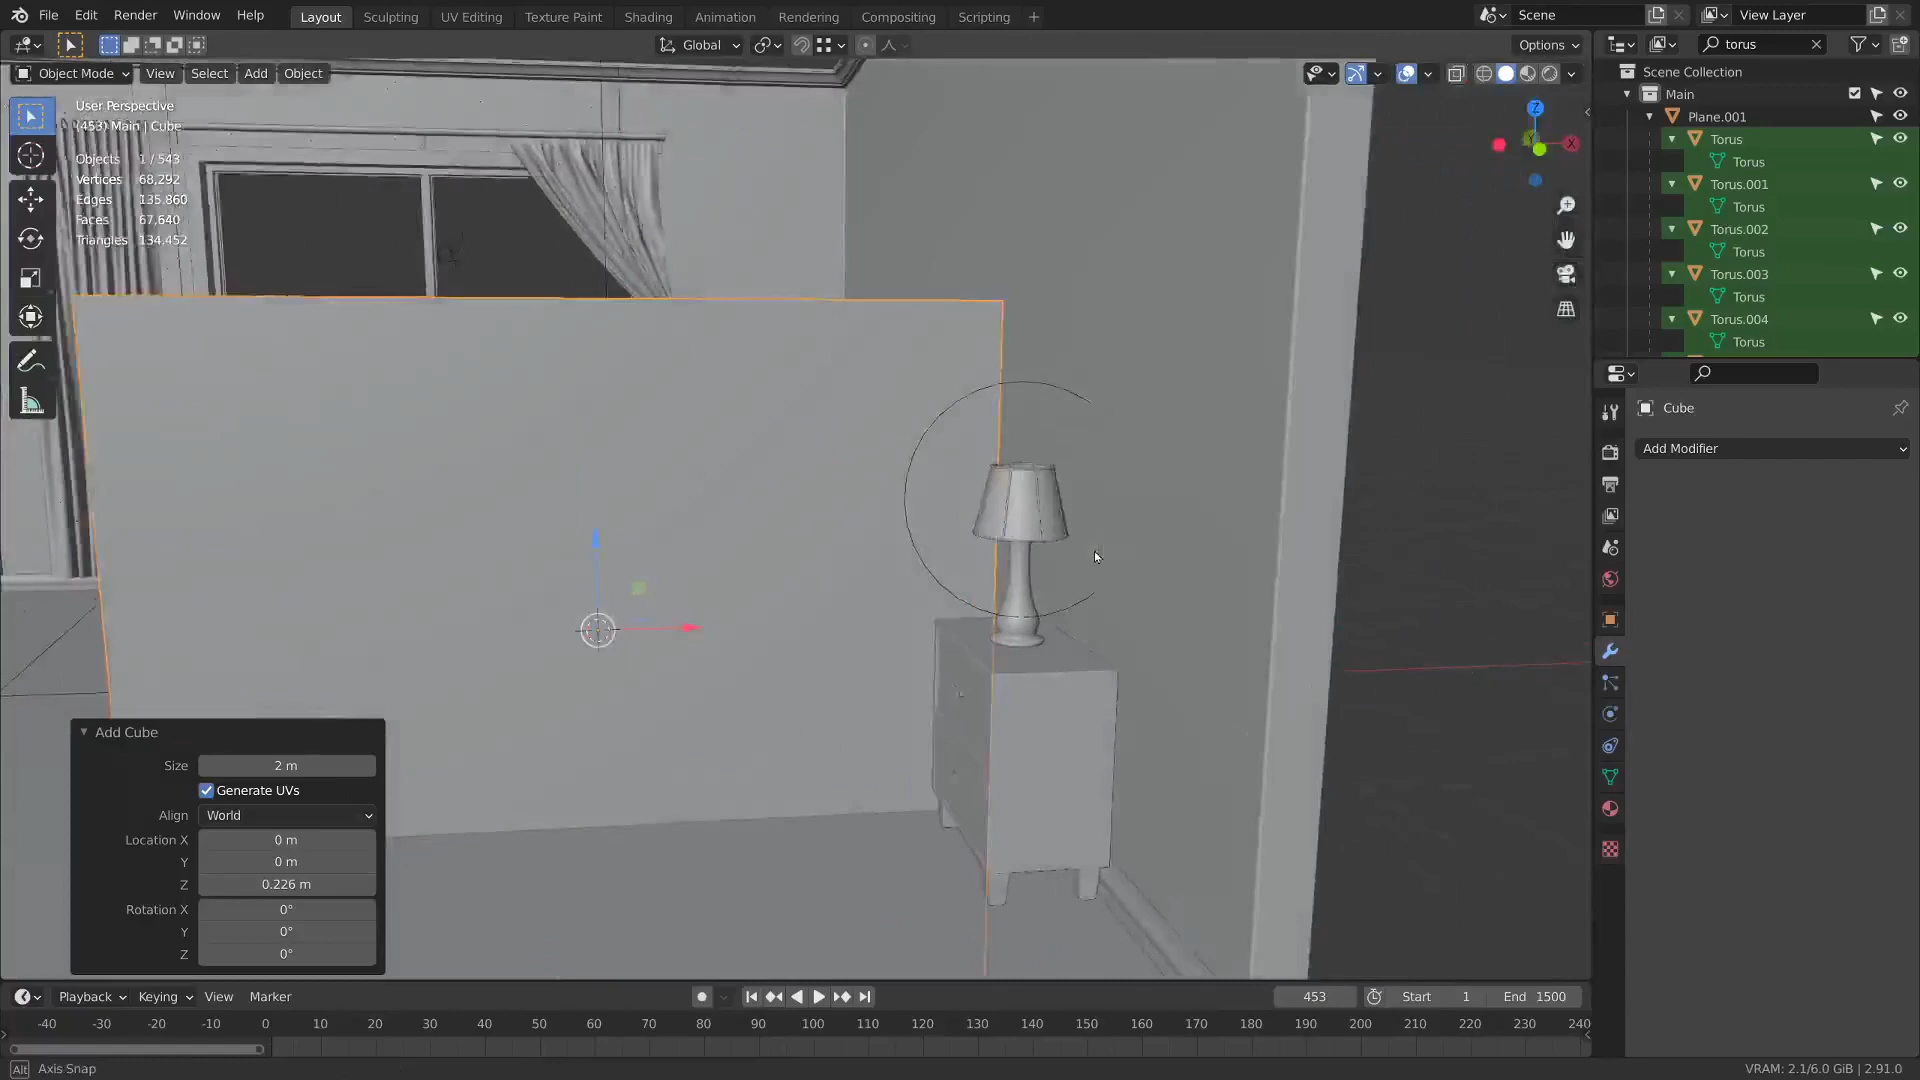 File Edit Render Window Help Layout Sculpting UV Editing Texture Paint Shading Animation Rendering Compositing Scripting + Scene View Layer
Global Options torus
Object Mode View Select Add Object
User Perspective
(453) Main | Cube
Objects 1 / 543
Vertices 68,292
Edges 135,860
Faces 67,640
Triangles 134,452
Z
X
Scene Collection
Main
Plane.001
Torus
Torus
Torus.001
Torus
Torus.002
Torus
Torus.003
Torus
Torus.004
Torus
Cube
Add Modifier
Add Cube
Size 2 m
Generate UVs
Align World
Location X 0 m
Y 0 m
Z 0.226 m
Rotation X 0°
Y 0°
Z 0°
Playback Keying View Marker 453 Start 1 End 1500
-40 -30 -20 -10 0 10 20 30 40 50 60 70 80 90 100 110 120 130 140 150 160 170 180 190 200 210 220 230 240
Alt Axis Snap VRAM: 2.1/6.0 GiB | 2.91.0